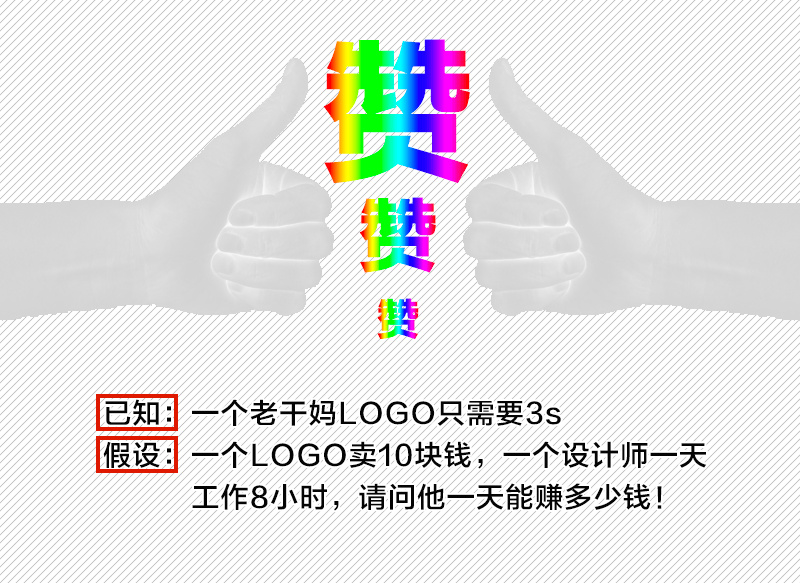 赞
赞
赞
已知：一个老干妈LOGO只需要3s
假设：一个LOGO卖10块钱，一个设计师一天
工作8小时，请问他一天能赚多少钱！